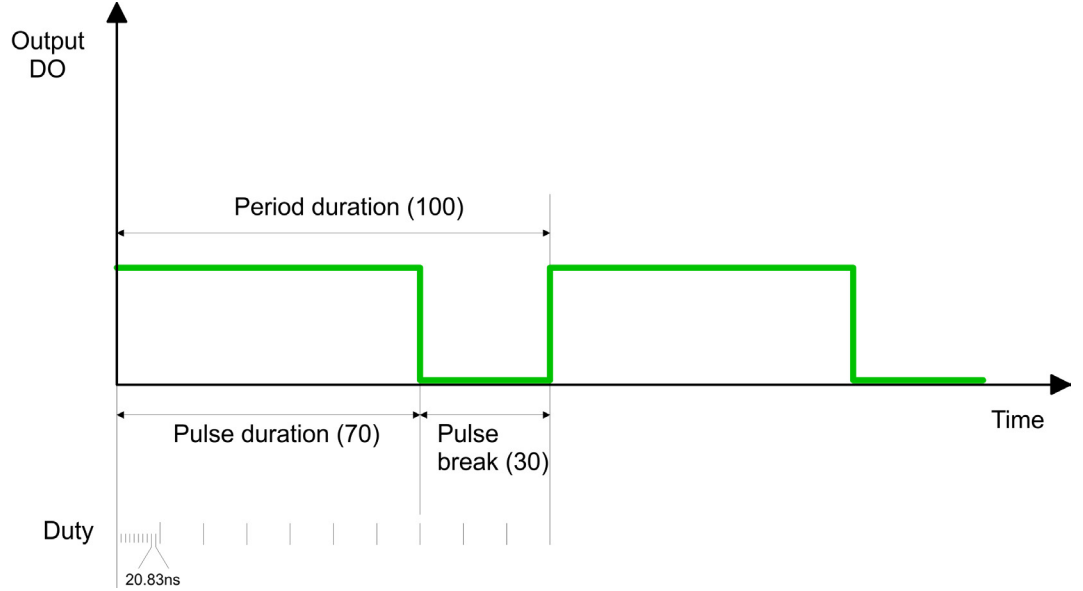 Output
DO
Period duration (100)
Time
Pulse duration (70)
Pulse
break (30)
Duty
20.83ns